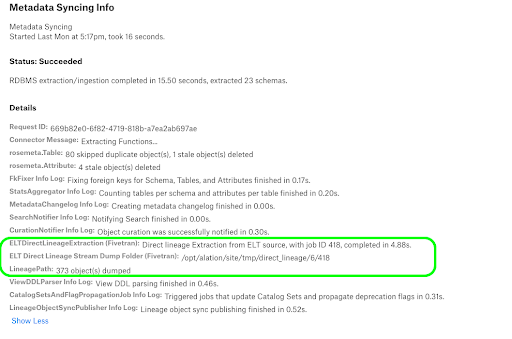 Metadata Syncing Info
Metadata Syncing
Started Last Mon at 5:17pm, took 16 seconds.
Status: Succeeded
RDBMS extraction/ingestion completed in 15.50 seconds, extracted 23 schemas.
Details
Request ID: 669b82e0-6f82-4719-818b-a7ea2ab697ae
Connector Message: Extracting Functions...
rosemeta.Table: 80 skipped duplicate object(s), 1 stale object(s) deleted
rosemeta.Attribute: 4 stale object(s) deleted
FkFixer Info Log: Fixing foreign keys for Schema, Tables, and Attributes finished in 0.17s.
StatsAggregator Info Log: Counting tables per schema and attributes per table finished in 0.20s.
MetadataChangelog Info Log: Creating metadata changelog finished in 0.00s.
SearchNotifier Info Log: Notifying Search finished in 0.00s.
CurationNotifier Info Log: Object curation was successfully notified in 0.30s.
ELTDirectLineageExtraction (Fivetran): Direct lineage Extraction from ELT source, with job ID 418, completed in 4.88s.
ELT Direct Lineage Stream Dump Folder (Fivetran): /opt/alation/site/tmp/direct_lineage/6/418
LineagePath: 373 object(s) dumped
ViewDDLParser Info Log: View DDL parsing finished in 0.46s.
CatalogSetsAndFlagPropagationJob Info Log: Triggered jobs that update Catalog Sets and propagate deprecation flags in 0.31s.
LineageObjectSyncPublisher Info Log: Lineage object sync publishing finished in 0.52s.
Show Less